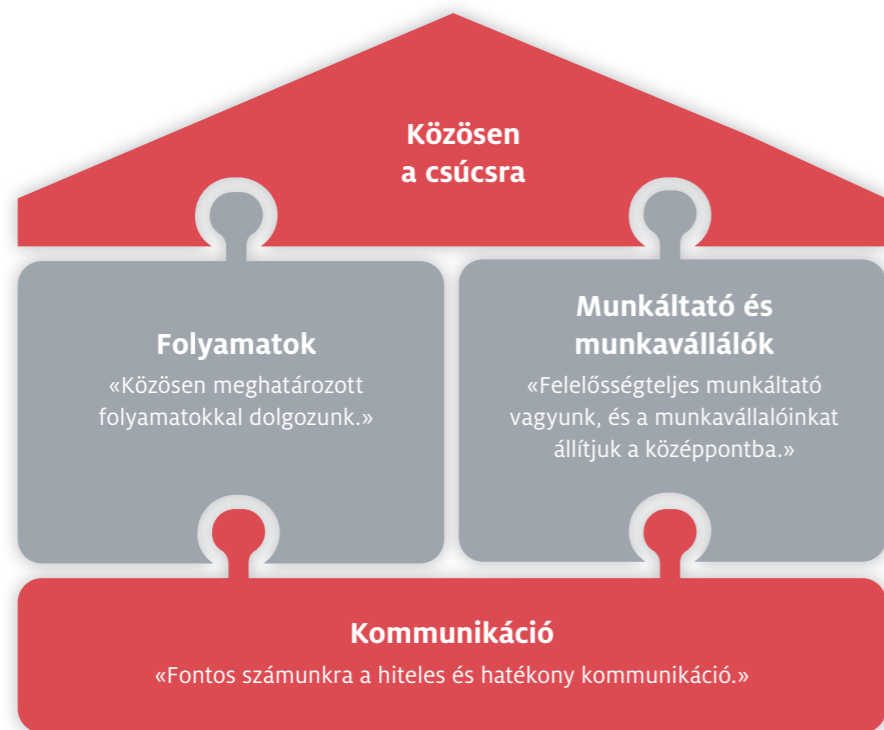 Közösen
a csúcsra
Folyamatok
«Közösen meghatározott
folyamatokkal dolgozunk.»
Munkáltató és
munkavállálók
«Felelősségteljes munkáltató
vagyunk, és a munkavállalóinkat
állítjuk a középpontba.»
Kommunikáció
«Fontos számunkra a hiteles és hatékony kommunikáció.»